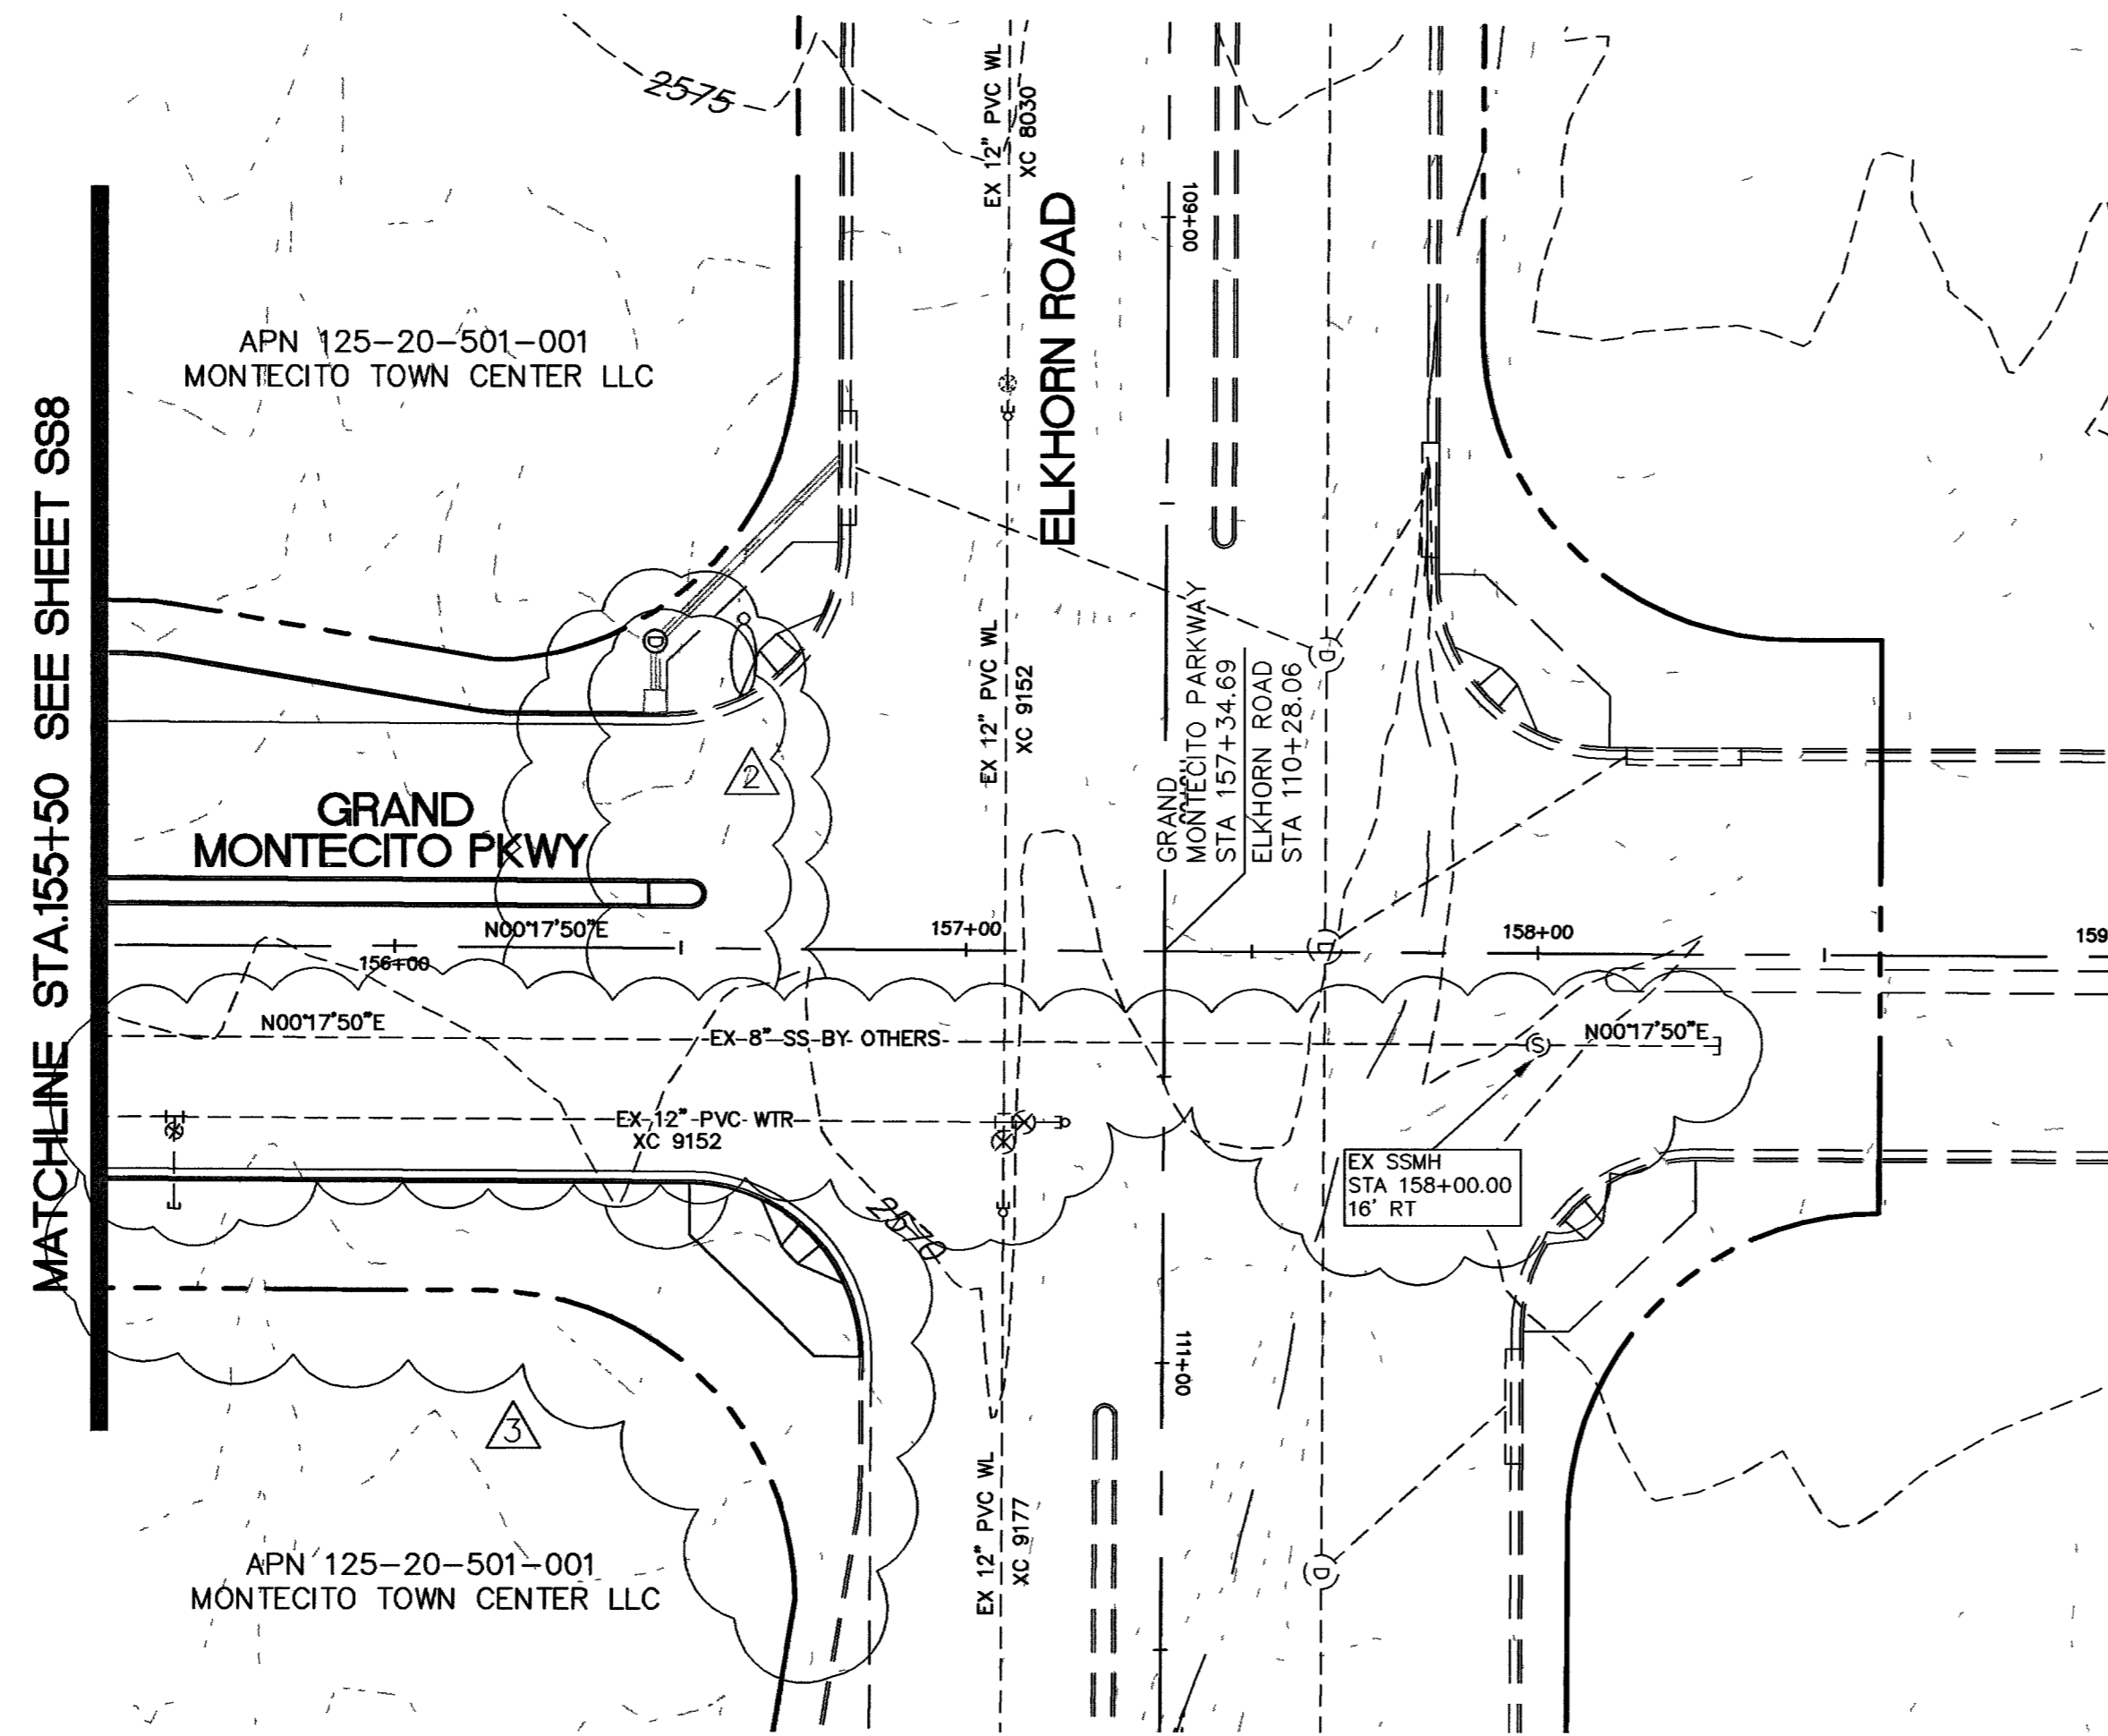 2575
EX 12" PVC WL
XC 8030
109+00
ELKHORN ROAD
APN 125-20-501-001
MONTECITO TOWN CENTER LLC
MATCHLINE STA.155+50 SEE SHEET SS8
D
D
EX 12" PVC WL
XC 9152
GRAND
MONTECITO PARKWAY
STA 157+34.69
ELKHORN ROAD
STA 110+28.06
2
GRAND
MONTECITO PKWY
N00°17'50"E
156+00
157+00
D
158+00
159
N00°17'50"E
EX 8" SS BY OTHERS
S
N00°17'50"E
EX 12" PVC WTR
XC 9152
EX SSMH
STA 158+00.00
16' RT
2570
111+00
3
EX 12" PVC WL
XC 9177
D
APN 125-20-501-001
MONTECITO TOWN CENTER LLC